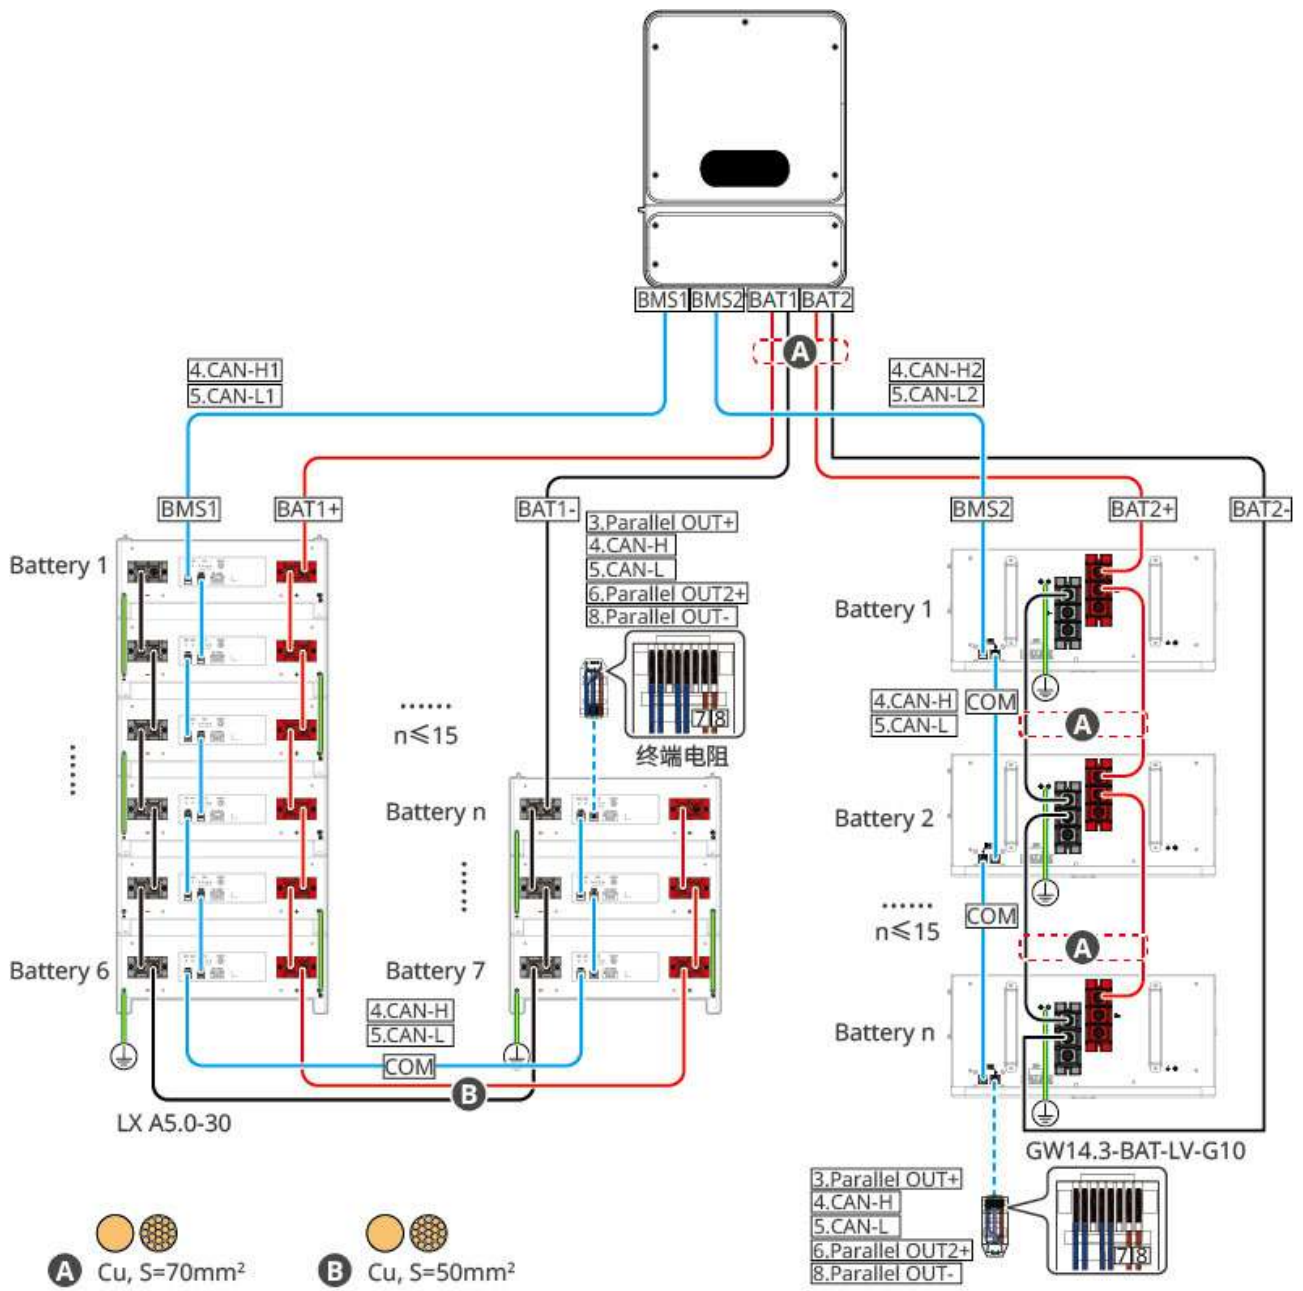 BMS1 BMS2 BAT1 BAT2
A
4.CAN-H1
5.CAN-L1
4.CAN-H2
5.CAN-L2
BMS1 BAT1+ BAT1- BMS2 BAT2+ BAT2-
3.Parallel OUT+
4.CAN-H
5.CAN-L
6.Parallel OUT2+
8.Parallel OUT-
7 8
终端电阻
Battery 1
......
Battery 6
......
n≤15
Battery n
......
Battery 7
4.CAN-H
5.CAN-L
COM
B
LX A5.0-30
Battery 1
4.CAN-H
5.CAN-L
COM
A
Battery 2
......
n≤15
COM
A
Battery n
GW14.3-BAT-LV-G10
3.Parallel OUT+
4.CAN-H
5.CAN-L
6.Parallel OUT2+
8.Parallel OUT-
7 8
A Cu, S=70mm²
B Cu, S=50mm²